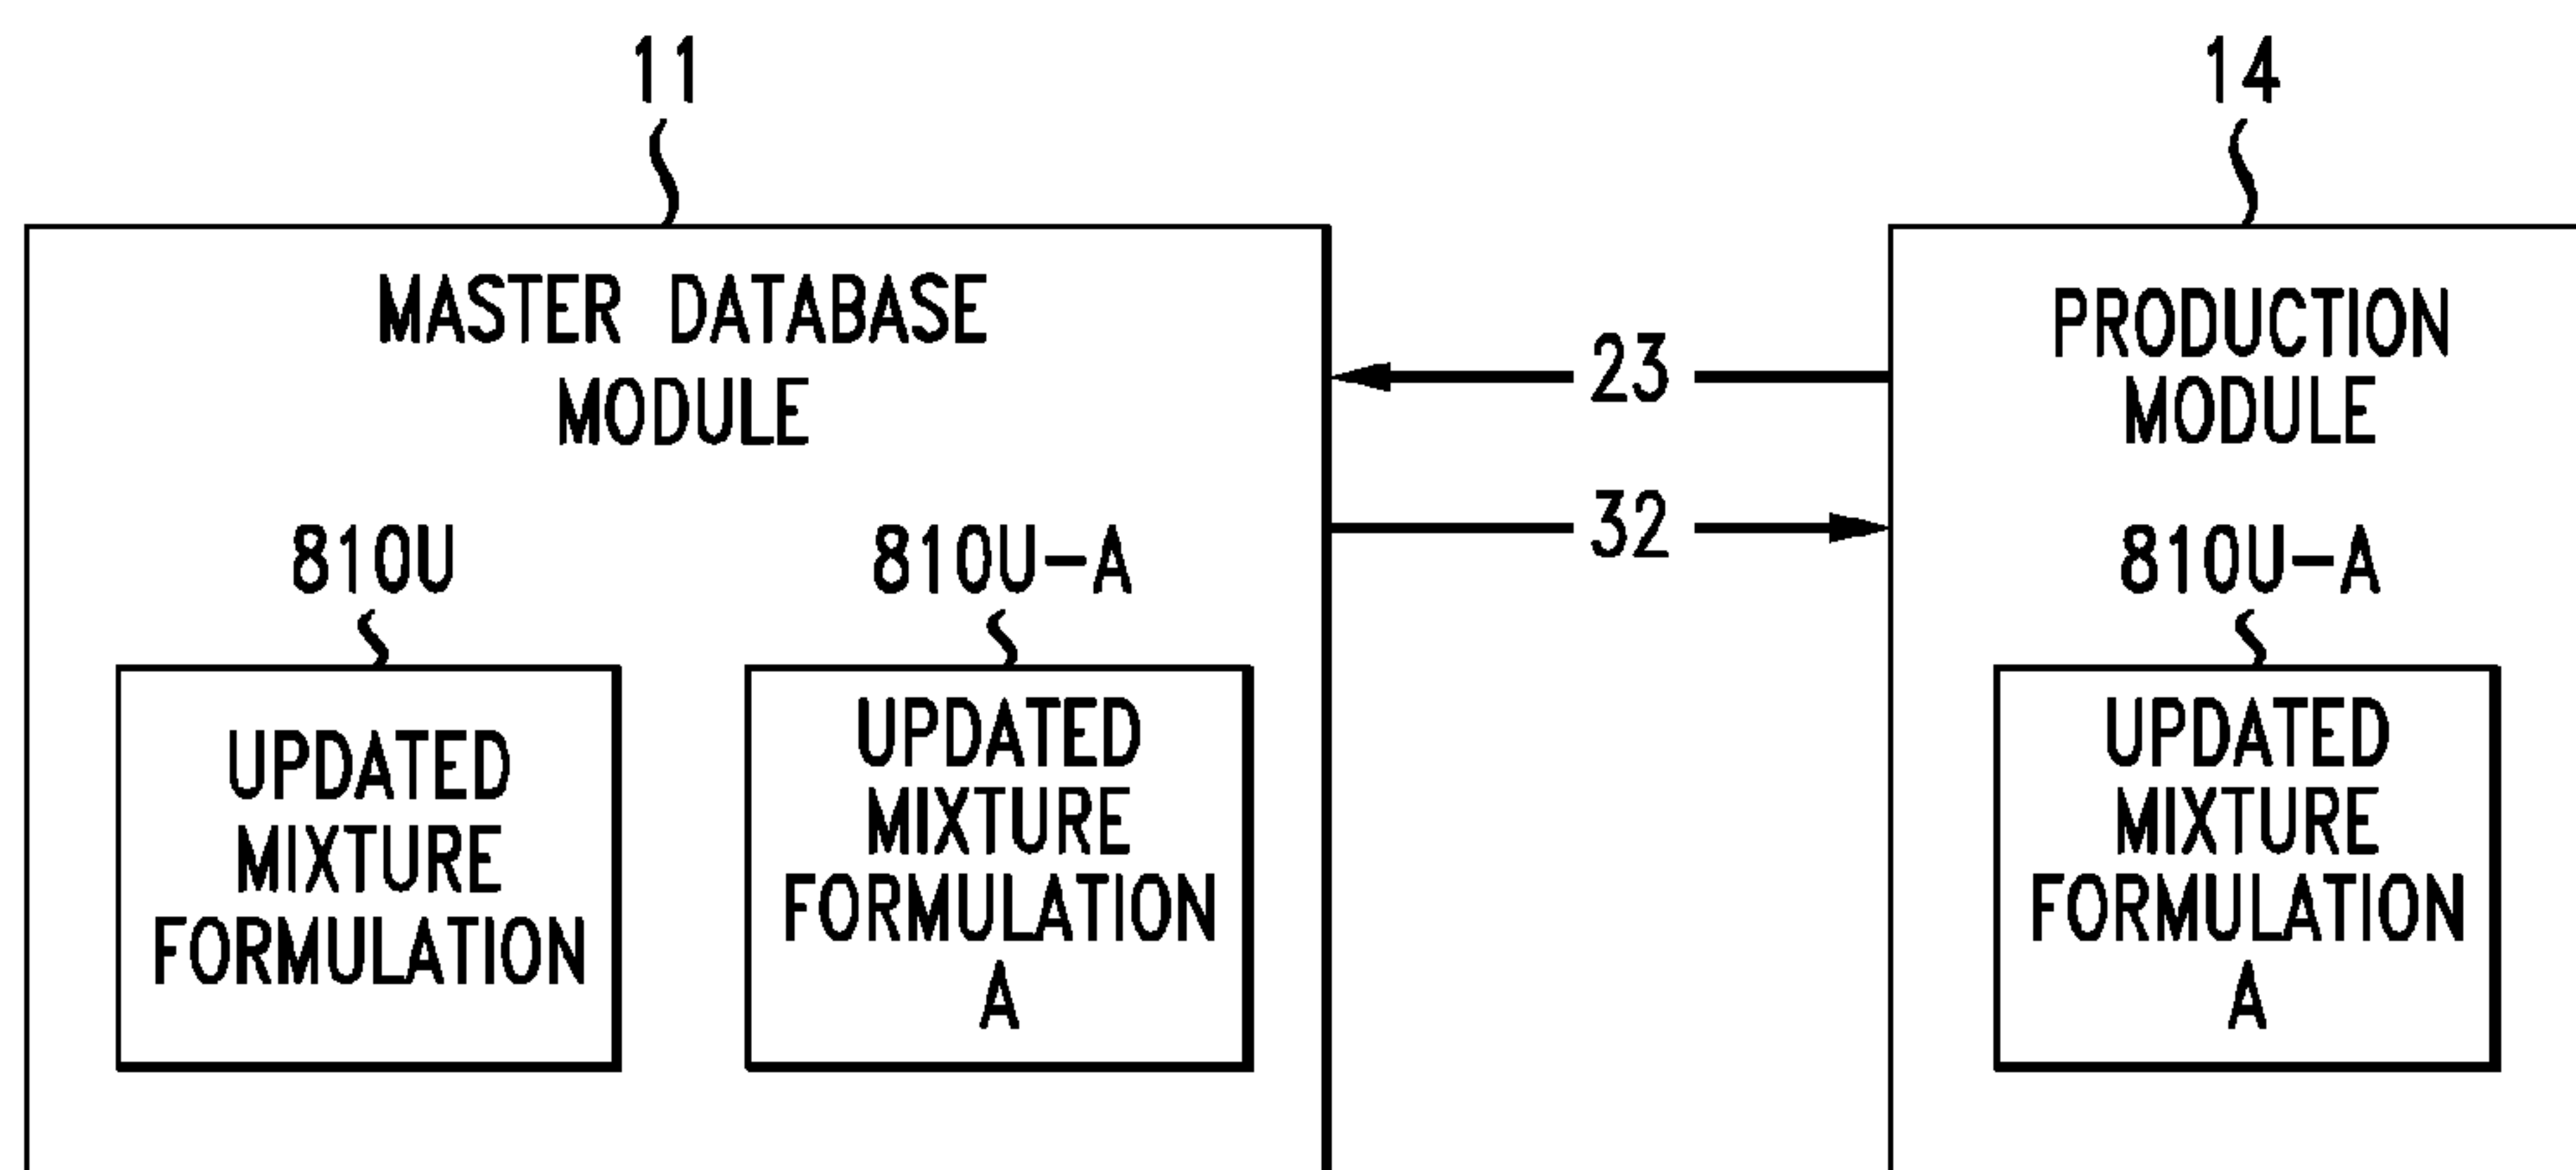 11
14
MASTER DATABASE
MODULE
PRODUCTION
MODULE
23
32
810U
810U-A
810U-A
UPDATED
MIXTURE
FORMULATION
UPDATED
MIXTURE
FORMULATION
A
UPDATED
MIXTURE
FORMULATION
A